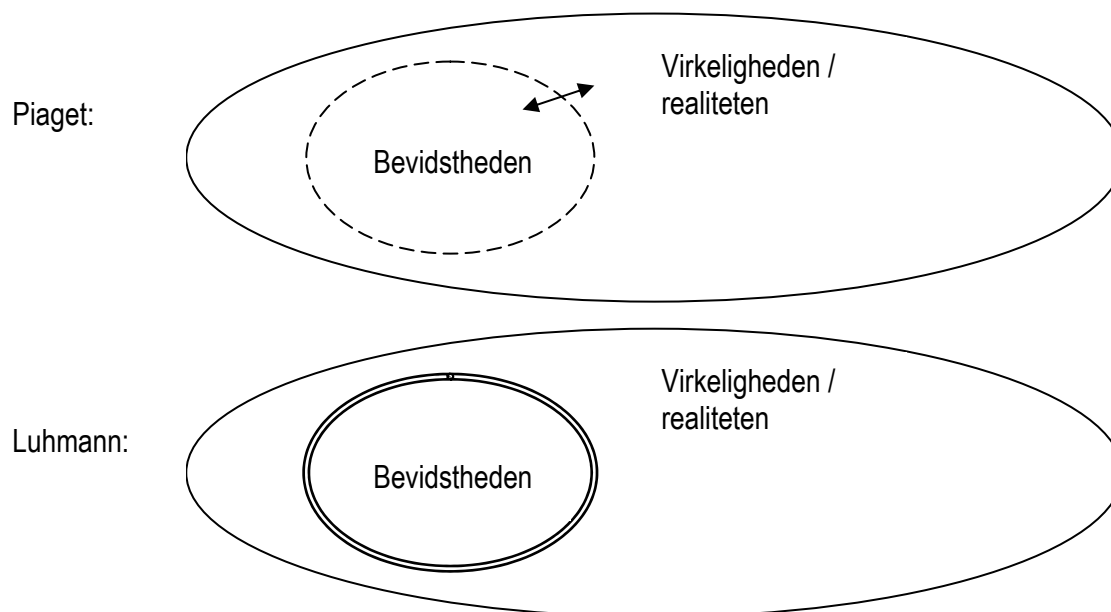 Virkeligheden /
realiteten
Piaget:
Bevidstheden
Virkeligheden /
realiteten
Luhmann:
Bevidstheden